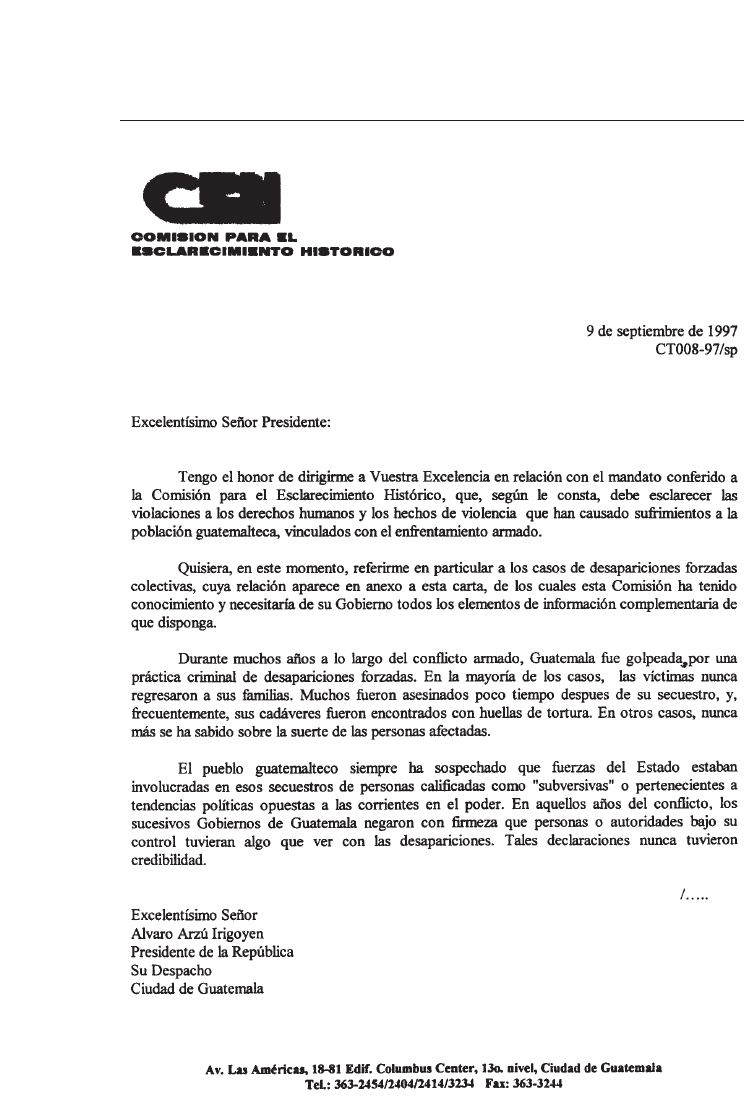 CEH
COMISION PARA EL
ESCLARECIMIENTO HISTORICO
9 de septiembre de 1997
CT008-97/sp
Excelentísimo Señor Presidente:
Tengo el honor de dirigirme a Vuestra Excelencia en relación con el mandato conferido a
la Comisión para el Esclarecimiento Histórico, que, según le consta, debe esclarecer las
violaciones a los derechos humanos y los hechos de violencia que han causado sufrimientos a la
población guatemalteca, vinculados con el enfrentamiento armado.
Quisiera, en este momento, referirme en particular a los casos de desapariciones forzadas
colectivas, cuya relación aparece en anexo a esta carta, de los cuales esta Comisión ha tenido
conocimiento y necesitaría de su Gobierno todos los elementos de información complementaria de
que disponga.
Durante muchos años a lo largo del conflicto armado, Guatemala fue golpeada por una
práctica criminal de desapariciones forzadas. En la mayoría de los casos, las víctimas nunca
regresaron a sus familias. Muchos fueron asesinados poco tiempo despues de su secuestro, y,
frecuentemente, sus cadáveres fueron encontrados con huellas de tortura. En otros casos, nunca
más se ha sabido sobre la suerte de las personas afectadas.
El pueblo guatemalteco siempre ha sospechado que fuerzas del Estado estaban
involucradas en esos secuestros de personas calificadas como "subversivas" o pertenecientes a
tendencias políticas opuestas a las corrientes en el poder. En aquellos años del conflicto, los
sucesivos Gobiernos de Guatemala negaron con firmeza que personas o autoridades bajo su
control tuvieran algo que ver con las desapariciones. Tales declaraciones nunca tuvieron
credibilidad.
/.....
Excelentísimo Señor
Alvaro Arzú Irigoyen
Presidente de la República
Su Despacho
Ciudad de Guatemala
Av. Las Américas, 18-81 Edif. Columbus Center, 13o. nivel, Ciudad de Guatemala
Tel.: 363-2454/2404/2414/3234 Fax: 363-3244